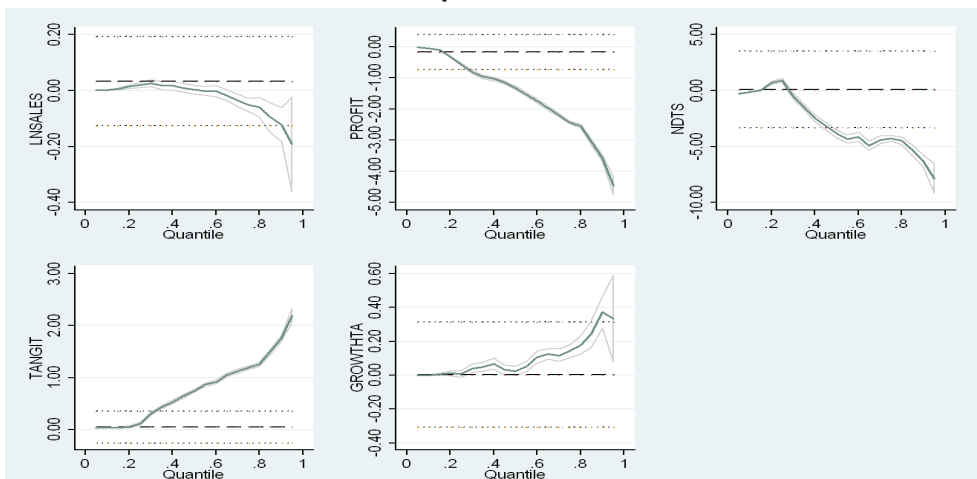 LNSALES
0.20
0.00
-0.20
-0.40
0 .2 .4 .6 .8 1
Quantile
PROFIT
0.00
-1.00
-2.00
-3.00
-4.00
-5.00
0 .2 .4 .6 .8 1
Quantile
NDTS
5.00
0.00
-5.00
-10.00
0 .2 .4 .6 .8 1
Quantile
TANGIT
3.00
2.00
1.00
0.00
0 .2 .4 .6 .8 1
Quantile
GROWTHTA
0.60
0.40
0.20
0.00
-0.20
-0.40
0 .2 .4 .6 .8 1
Quantile